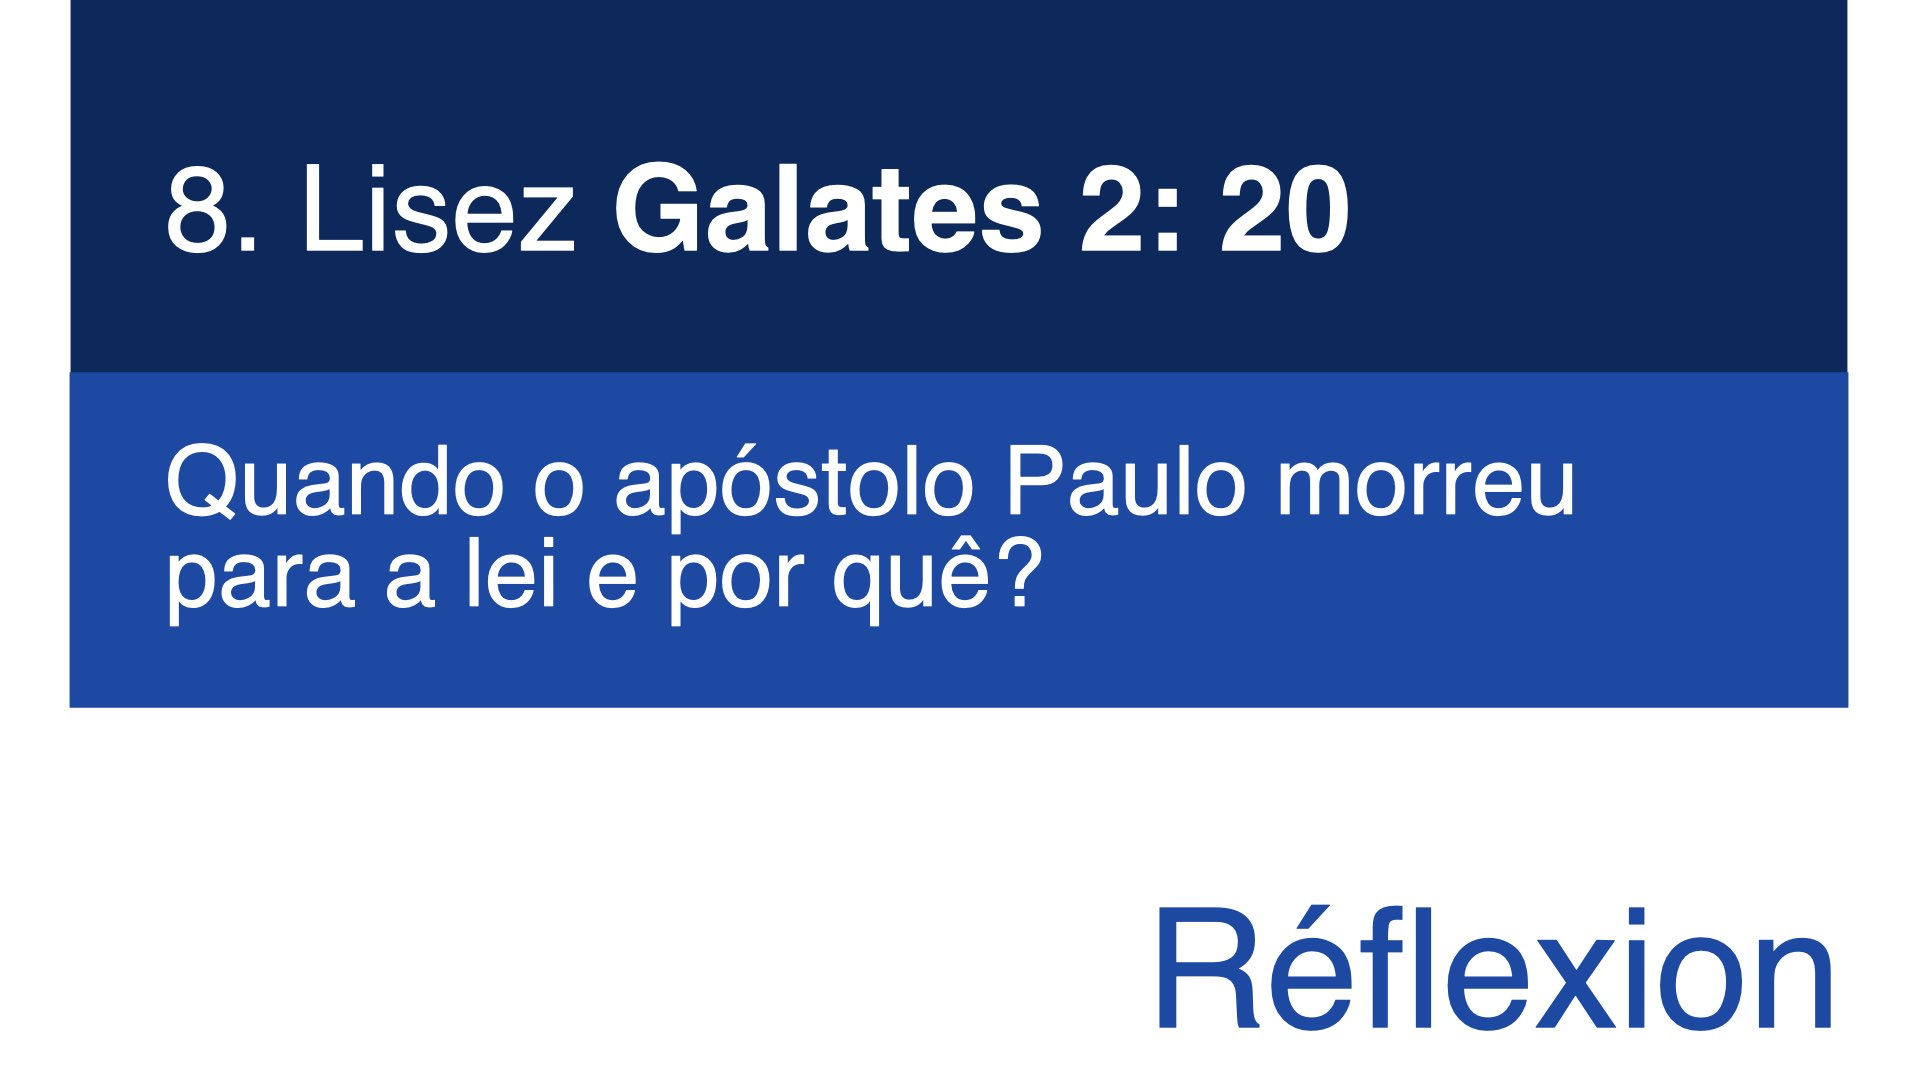 8. Lisez Galates 2: 20
Quando o apóstolo Paulo morreu
para a lei e por quê?
Réflexion